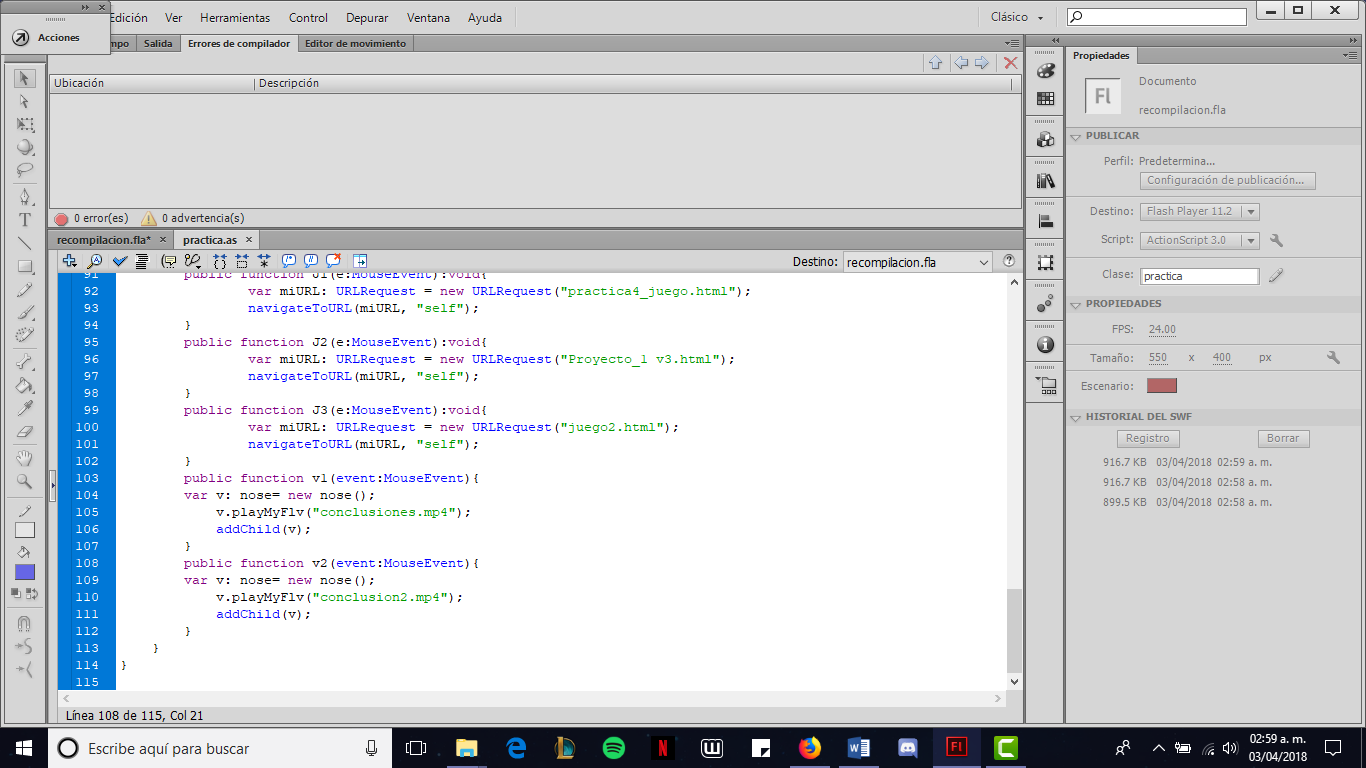 Edición Ver Herramientas Control Depurar Ventana Ayuda
Clásico
Acciones
Salida Errores de compilador Editor de movimiento
Ubicación Descripción
0 error(es) 0 advertencia(s)
recompilacion.fla* × practica.as ×
Destino: recompilacion.fla
91 public function J1(e:MouseEvent):void{
92 var miURL: URLRequest = new URLRequest("practica4_juego.html");
93 navigateToURL(miURL, "self");
94 }
95 public function J2(e:MouseEvent):void{
96 var miURL: URLRequest = new URLRequest("Proyecto_1 v3.html");
97 navigateToURL(miURL, "self");
98 }
99 public function J3(e:MouseEvent):void{
100 var miURL: URLRequest = new URLRequest("juego2.html");
101 navigateToURL(miURL, "self");
102 }
103 public function v1(event:MouseEvent){
104 var v: nose= new nose();
105 v.playMyFlv("conclusiones.mp4");
106 addChild(v);
107 }
108 public function v2(event:MouseEvent){
109 var v: nose= new nose();
110 v.playMyFlv("conclusion2.mp4");
111 addChild(v);
112 }
113 }
114 }
115
Línea 108 de 115, Col 21
Propiedades
Fl
Documento
recompilacion.fla
PUBLICAR
Perfil: Predetermina...
Configuración de publicación...
Destino: Flash Player 11.2
Script: ActionScript 3.0
Clase: practica
PROPIEDADES
FPS: 24.00
Tamaño: 550 x 400 px
Escenario:
HISTORIAL DEL SWF
Registro Borrar
916.7 KB 03/04/2018 02:59 a. m.
916.7 KB 03/04/2018 02:58 a. m.
899.5 KB 03/04/2018 02:58 a. m.
Escribe aquí para buscar
Fl
02:59 a. m.
03/04/2018